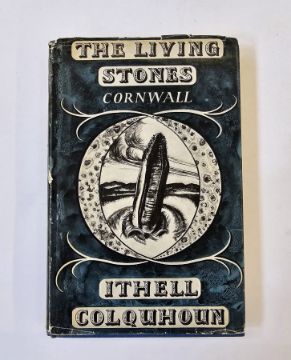 THE LIVING
STONES
CORNWALL
ITHELL
COLQUHOUN